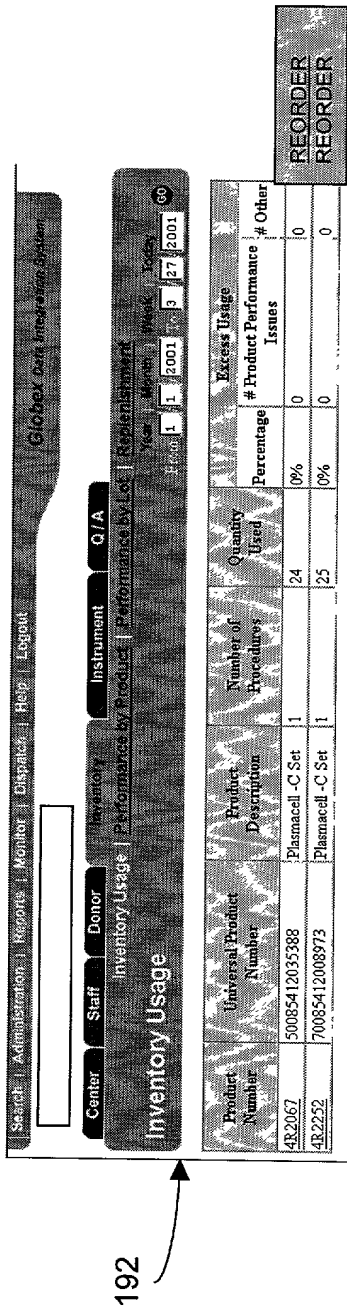 Search | Administration | Reports | Monitor | Dispatch | Help | Logout
Globex Data Integration System
Center Staff Donor Inventory Instrument Q / A
Inventory Usage | Performance by Product | Performance by Lot | Replenishment
Inventory Usage
Year Month Week Today
From 1 1 2001 To 3 27 2001 GO
Product Number Universal Product Number Product Description Number of Procedures Quantity Used Excess Usage
Percentage # Product Performance Issues # Other
4R2067 50085412035388 Plasmacell -C Set 1 24 0% 0 0 REORDER
4R2252 70085412008973 Plasmacell -C Set 1 25 0% 0 0 REORDER
192